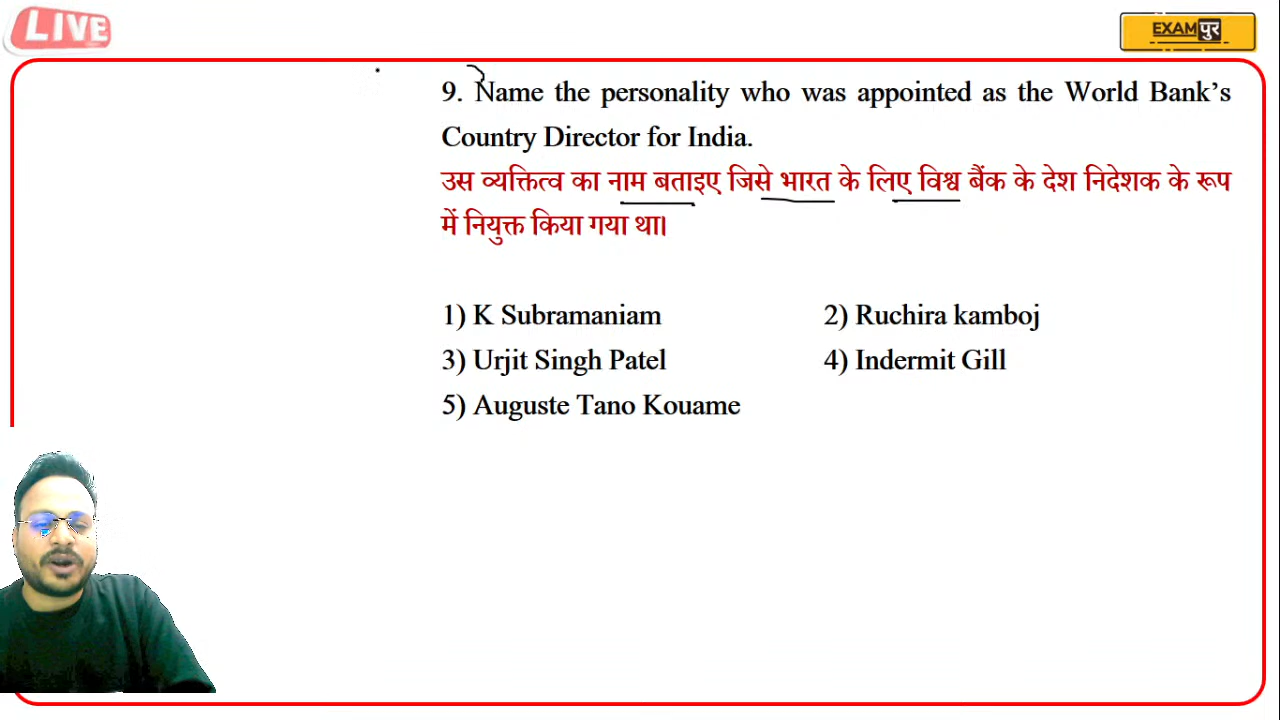 LIVE
EXAMपुर
9. Name the personality who was appointed as the World Bank’s
Country Director for India.
उस व्यक्तित्व का नाम बताइए जिसे भारत के लिए विश्व बैंक के देश निदेशक के रूप
में नियुक्त किया गया था।
1) K Subramaniam 2) Ruchira kamboj
3) Urjit Singh Patel 4) Indermit Gill
5) Auguste Tano Kouame